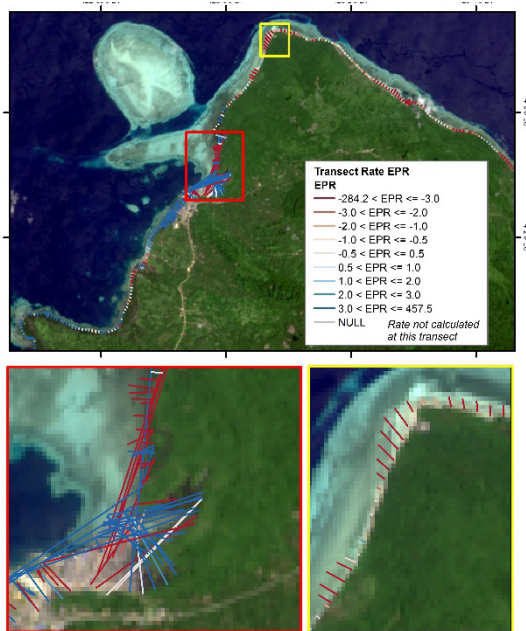 Transect Rate EPR
EPR
-284.2 < EPR <= -3.0
-3.0 < EPR <= -2.0
-2.0 < EPR <= -1.0
-1.0 < EPR <= -0.5
-0.5 < EPR <= 0.5
0.5 < EPR <= 1.0
1.0 < EPR <= 2.0
2.0 < EPR <= 3.0
3.0 < EPR <= 457.5
NULL Rate not calculated
at this transect